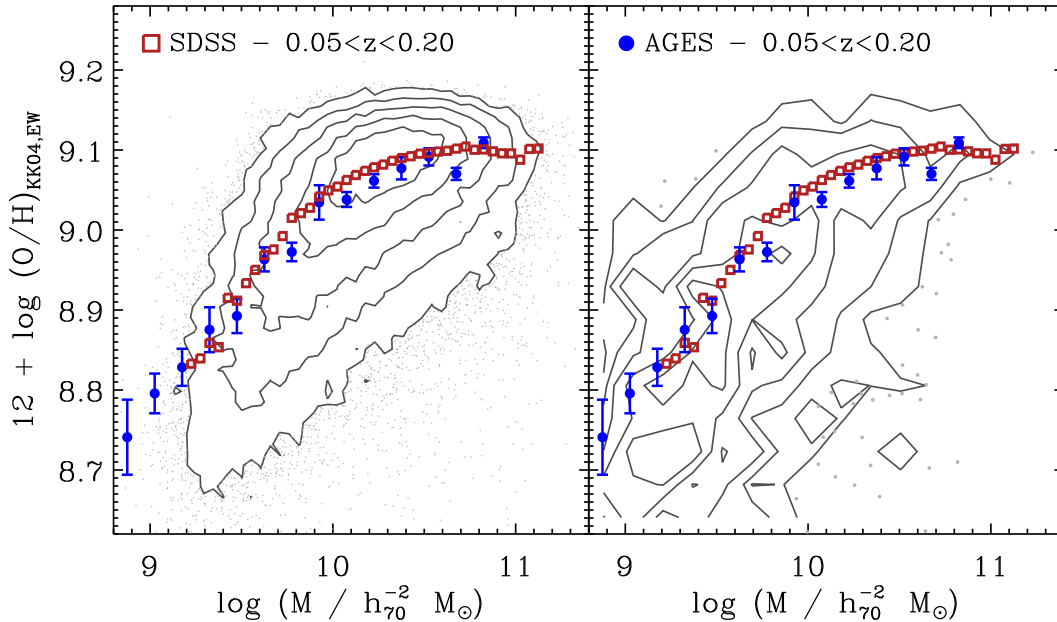 SDSS – 0.05<z<0.20
AGES – 0.05<z<0.20
12 + log (O/H)KK04,EW
9.2
9.1
9.0
8.9
8.8
8.7
9 10 11
9 10 11
log (M / h₇₀⁻² M☉)
log (M / h₇₀⁻² M☉)